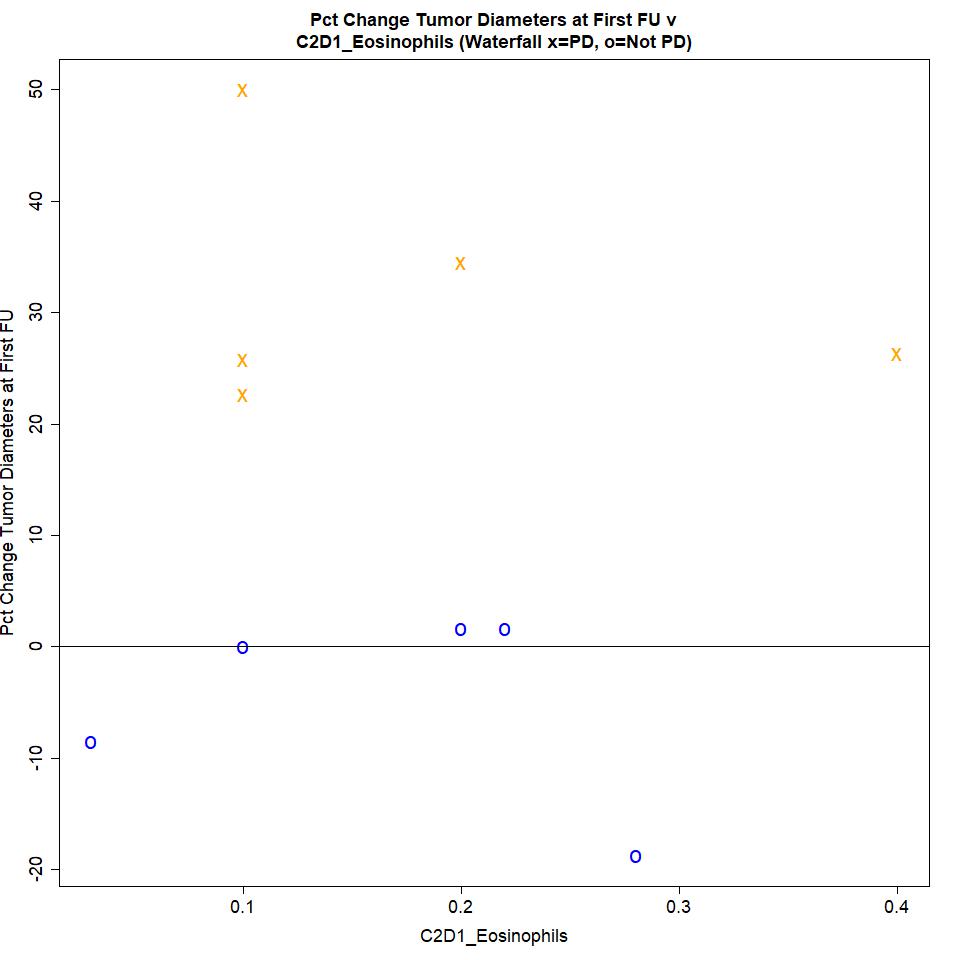 Pct Change Tumor Diameters at First FU v
C2D1_Eosinophils (Waterfall x=PD, o=Not PD)
Pct Change Tumor Diameters at First FU
50
40
30
20
10
0
-10
-20
X
X
X
X
X
O
O
O
O
O
0.1
0.2
0.3
0.4
C2D1_Eosinophils